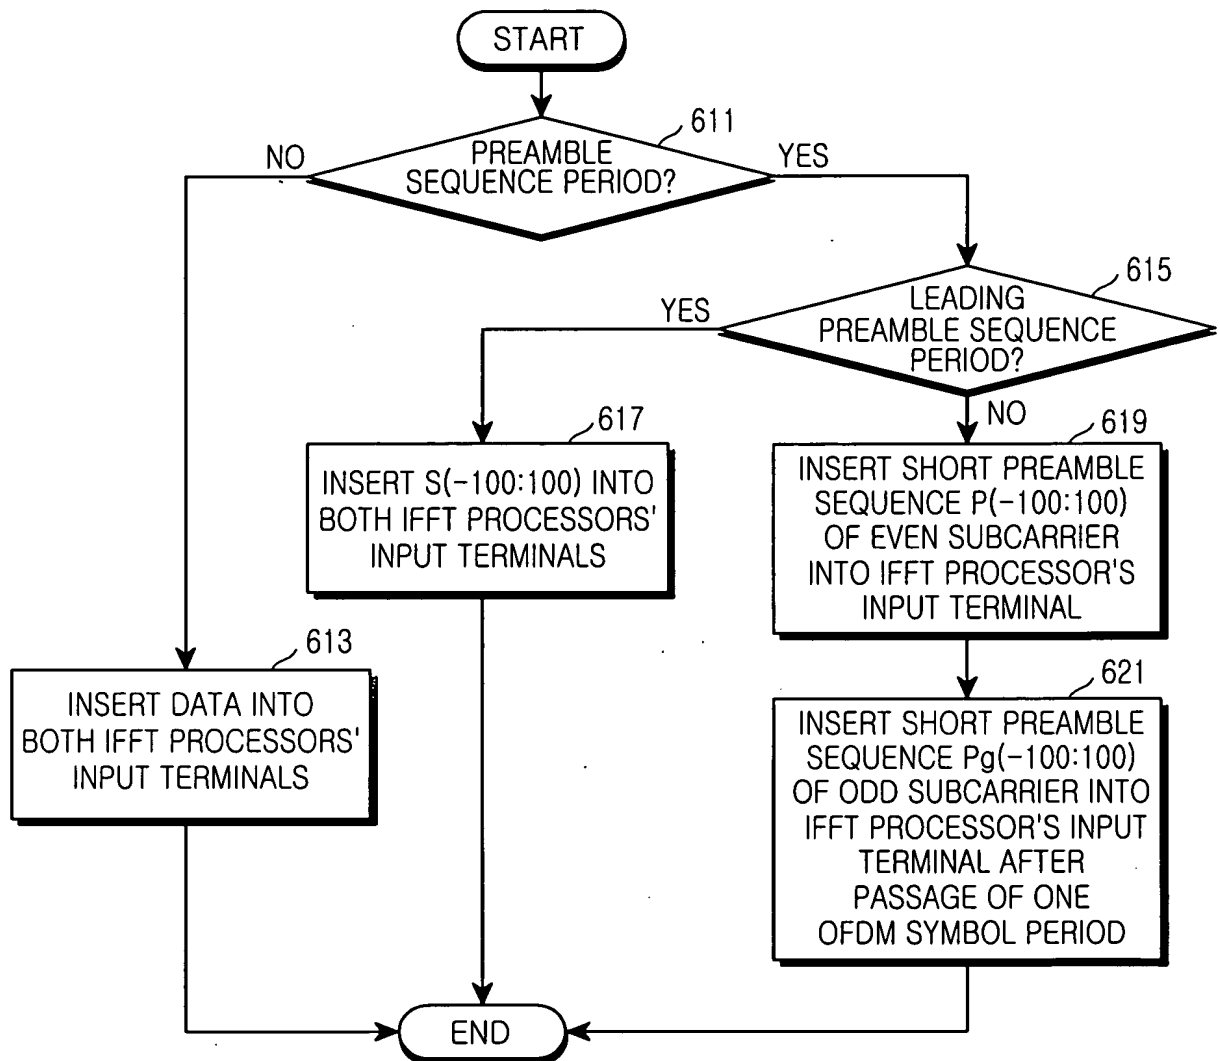 START
611
PREAMBLE
SEQUENCE PERIOD?
NO
YES
615
LEADING
PREAMBLE SEQUENCE
PERIOD?
YES
NO
617
INSERT S(-100:100) INTO
BOTH IFFT PROCESSORS'
INPUT TERMINALS
619
INSERT SHORT PREAMBLE
SEQUENCE P(-100:100)
OF EVEN SUBCARRIER
INTO IFFT PROCESSOR'S
INPUT TERMINAL
613
INSERT DATA INTO
BOTH IFFT PROCESSORS'
INPUT TERMINALS
621
INSERT SHORT PREAMBLE
SEQUENCE Pg(-100:100)
OF ODD SUBCARRIER INTO
IFFT PROCESSOR'S INPUT
TERMINAL AFTER
PASSAGE OF ONE
OFDM SYMBOL PERIOD
END